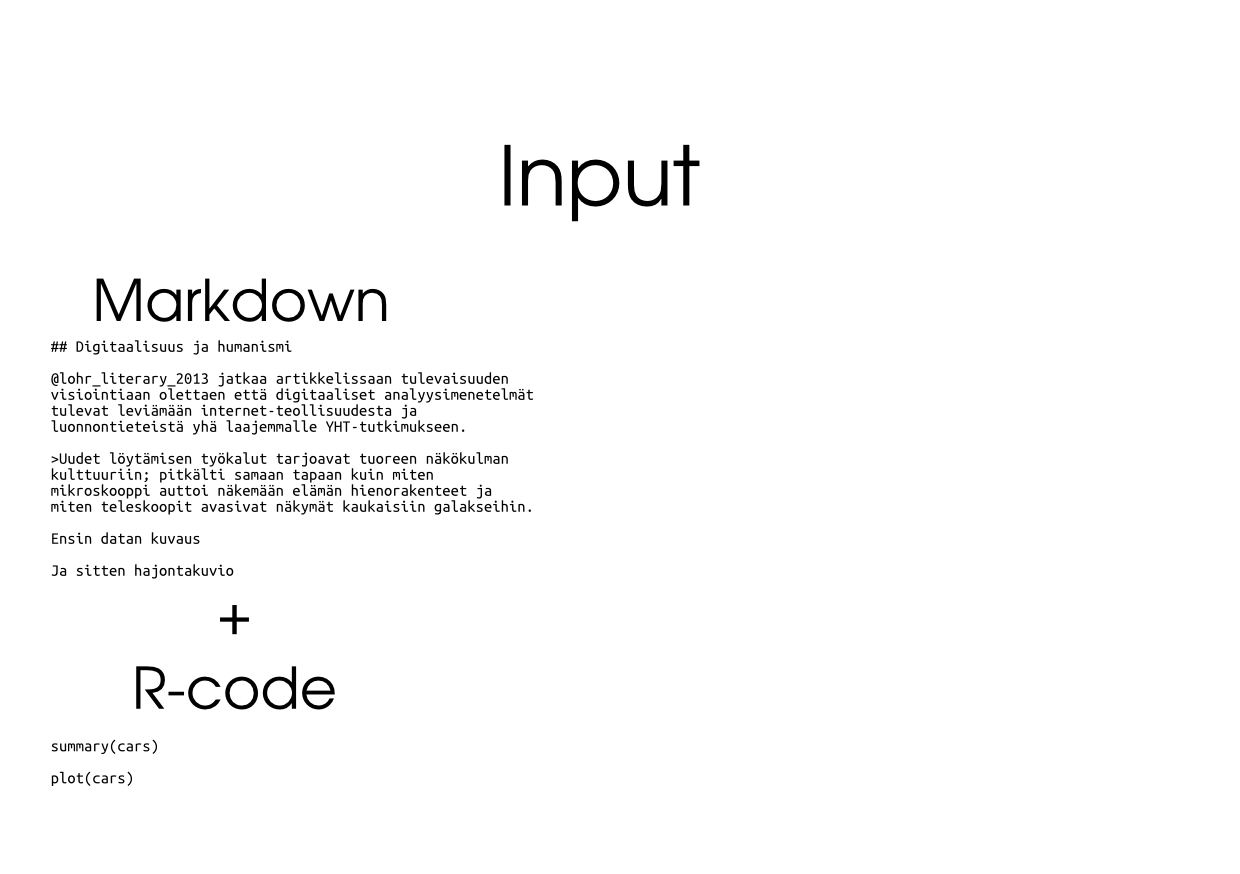 Input
Markdown
## Digitaalisuus ja humanismi
@lohr_literary_2013 jatkaa artikkelissaan tulevaisuuden
visiointiaan olettaen että digitaaliset analyysimenetelmät
tulevat leviämään internet-teollisuudesta ja
luonnontieteistä yhä laajemmalle YHT-tutkimukseen.
>Uudet löytämisen työkalut tarjoavat tuoreen näkökulman
kulttuuriin; pitkälti samaan tapaan kuin miten
mikroskooppi auttoi näkemään elämän hienorakenteet ja
miten teleskoopit avasivat näkymät kaukaisiin galakseihin.
Ensin datan kuvaus
Ja sitten hajontakuvio
+
R-code
summary(cars)
plot(cars)